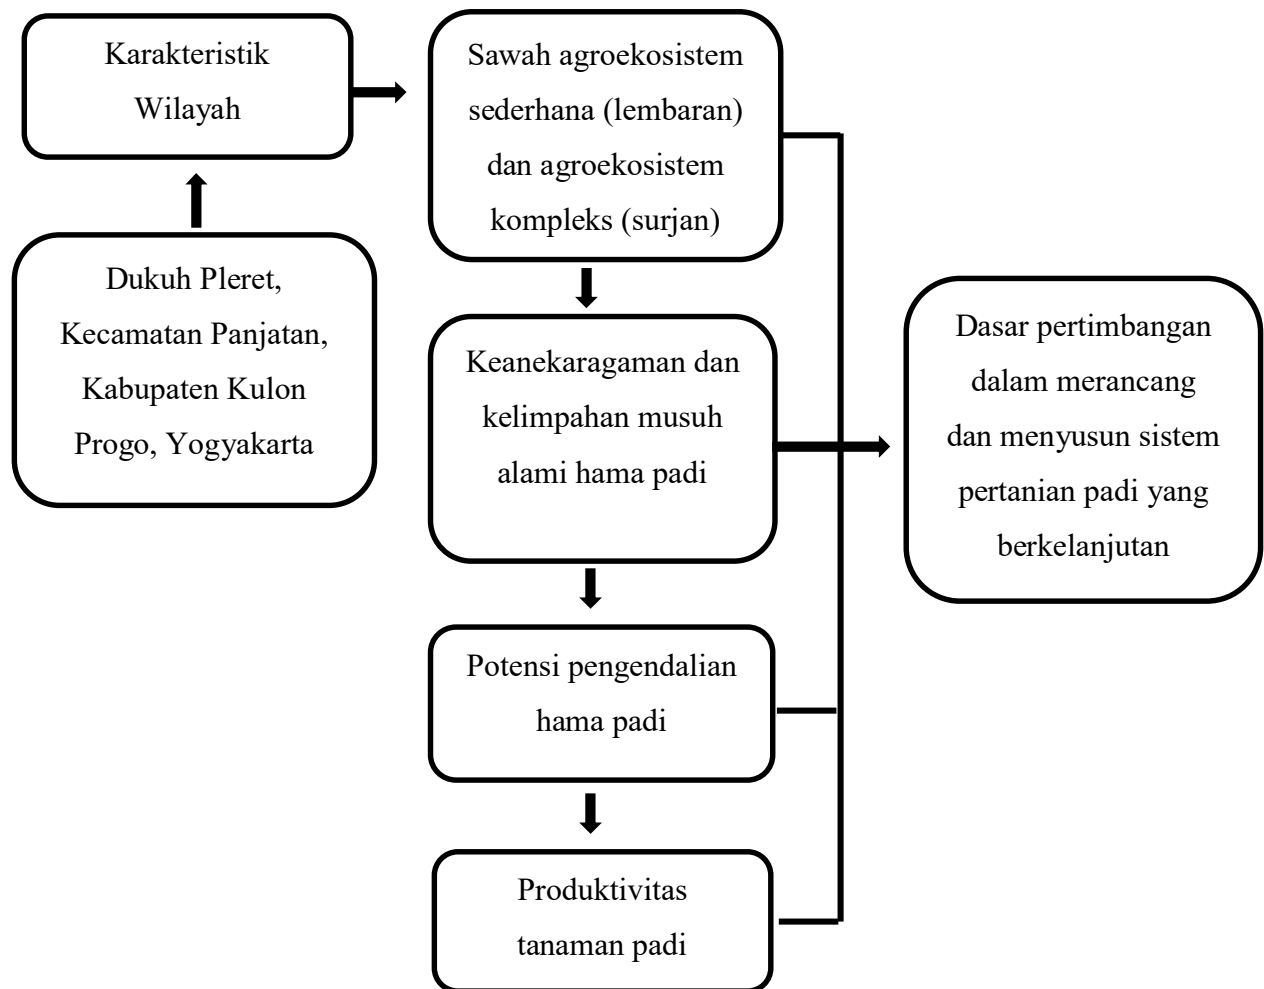 Karakteristik
Wilayah
Dukuh Pleret,
Kecamatan Panjatan,
Kabupaten Kulon
Progo, Yogyakarta
Sawah agroekosistem
sederhana (lembaran)
dan agroekosistem
kompleks (surjan)
Keanekaragaman dan
kelimpahan musuh
alami hama padi
Potensi pengendalian
hama padi
Produktivitas
tanaman padi
Dasar pertimbangan
dalam merancang
dan menyusun sistem
pertanian padi yang
berkelanjutan